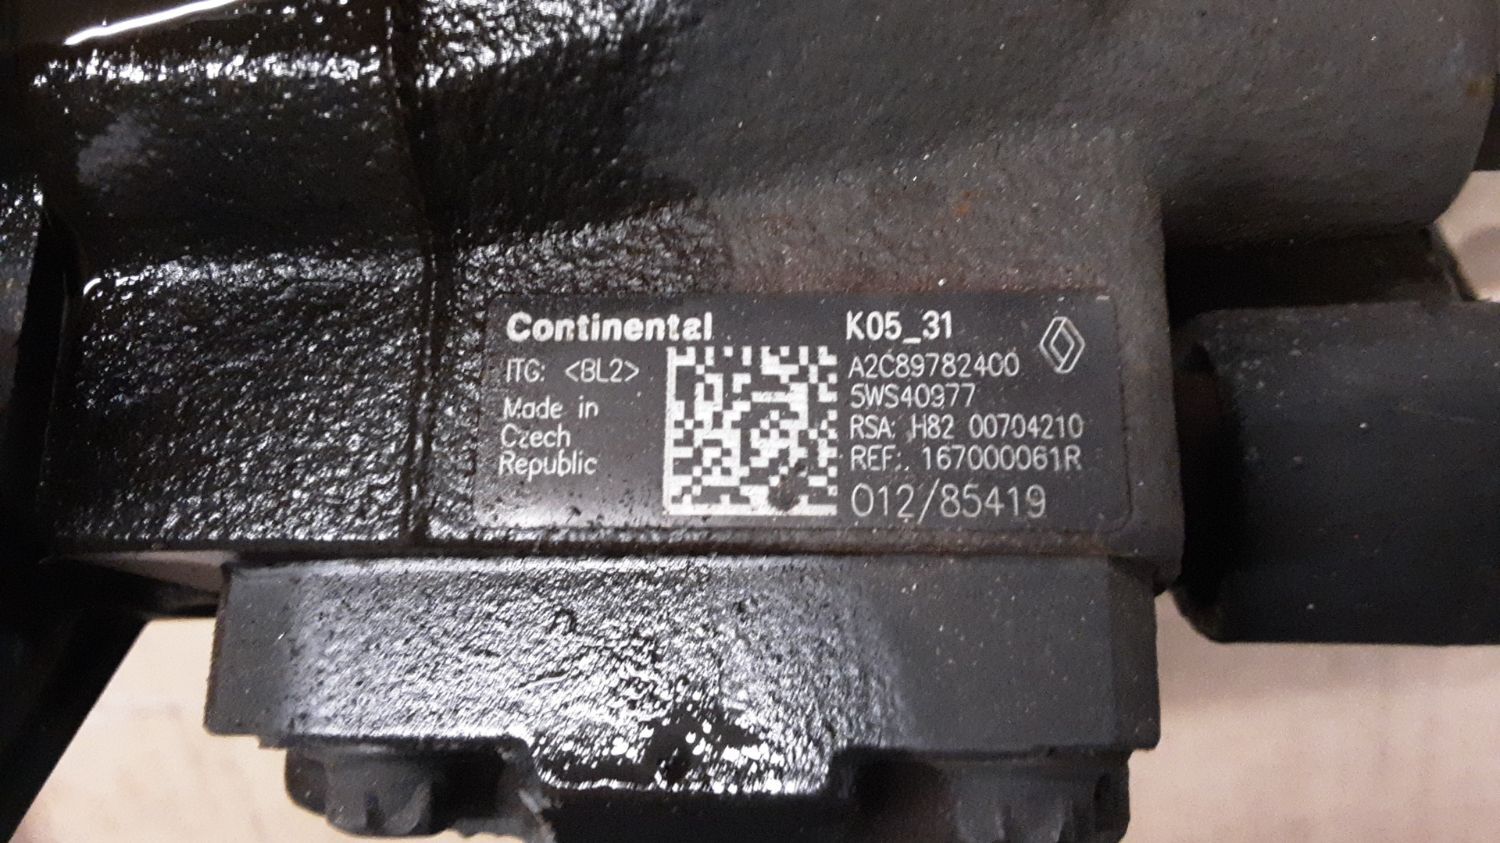 Continental
ITG: <BL2>
Made in
Czech
Republic
K05_31
A2C89782400
5WS40977
RSA: H82 00704210
REF.: 167000061R
012/85419